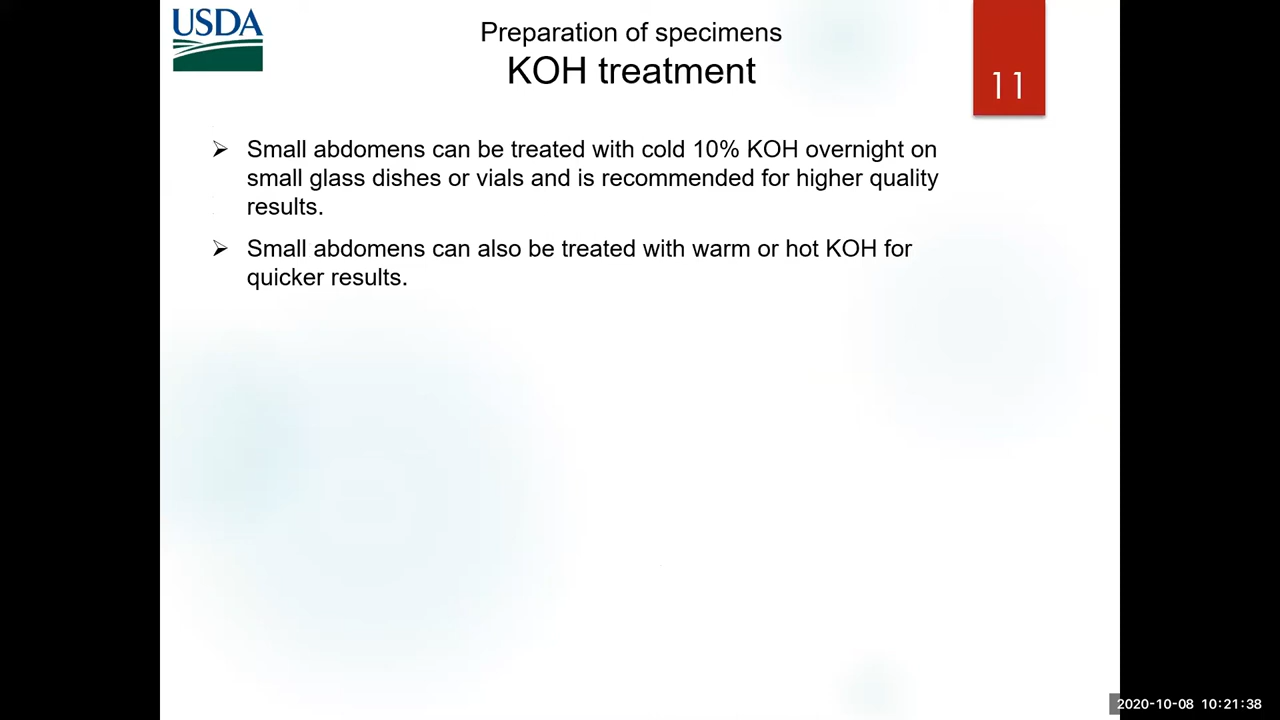 USDA
Preparation of specimens
KOH treatment
11
➢ Small abdomens can be treated with cold 10% KOH overnight on
small glass dishes or vials and is recommended for higher quality
results.
➢ Small abdomens can also be treated with warm or hot KOH for
quicker results.
2020-10-08 10:21:38